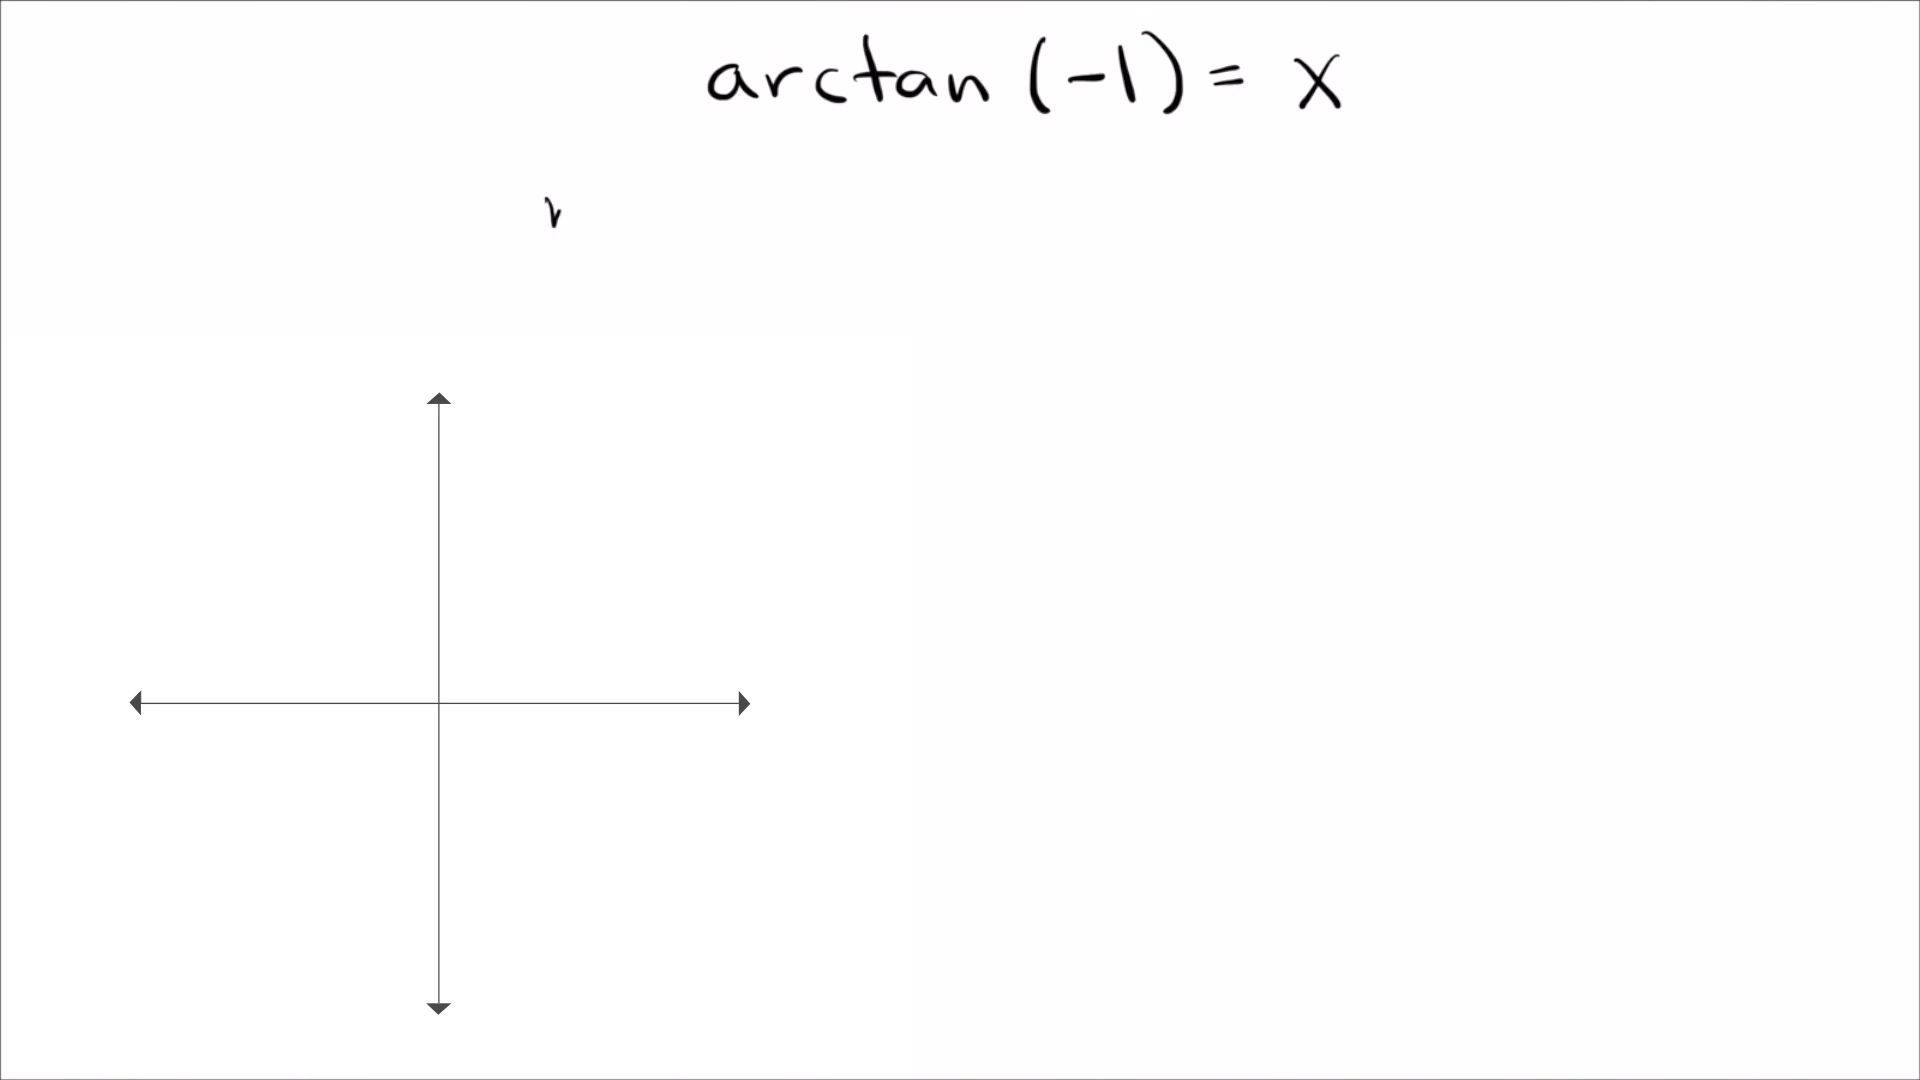 arctan (-1) = x